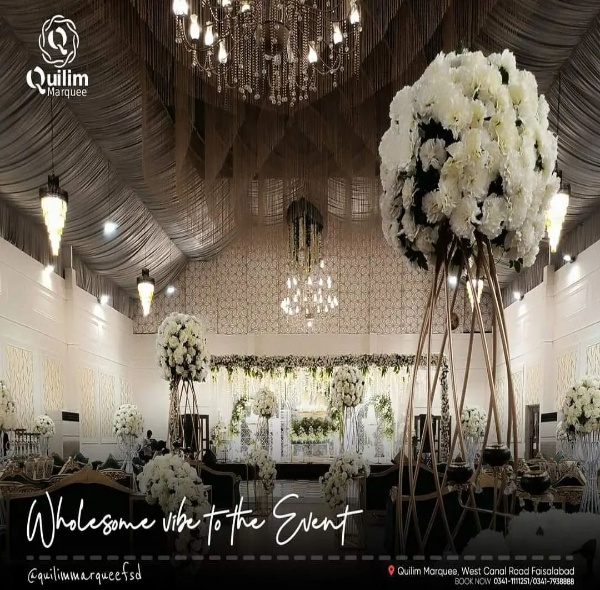 Quilim
Marquee
Wholesome vibe to the Event
@quilimmarqueefsd
Quilim Marquee, West Canal Road Faisalabad
BOOK NOW 0341-1111251/0341-7938888